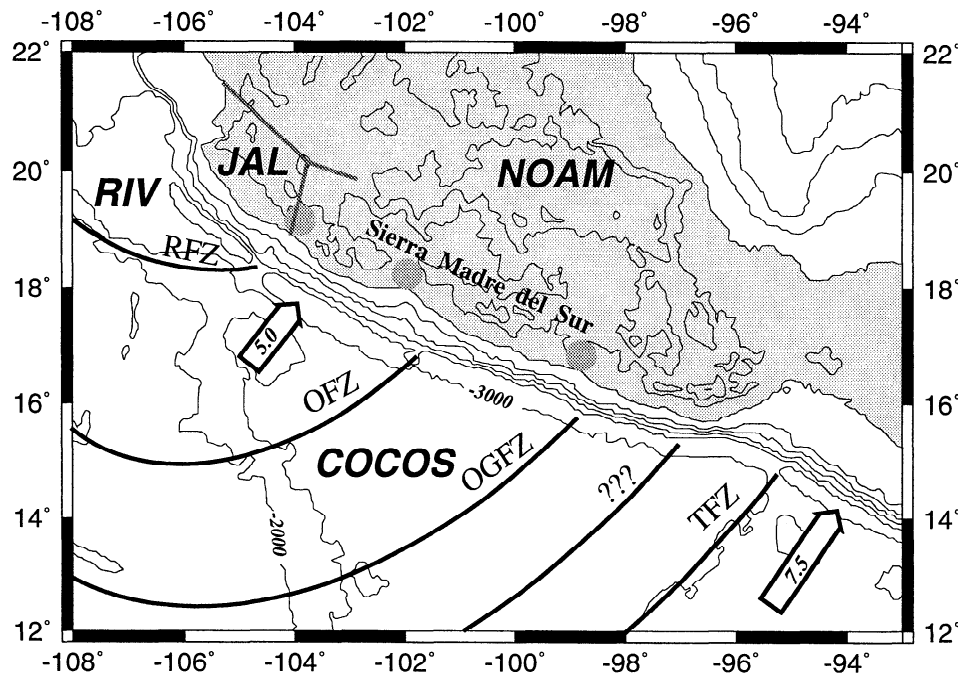 -108° -106° -104° -102° -100° -98° -96° -94°
22° 22°
20° 20°
JAL NOAM
RIV
Sierra Madre del Sur
RFZ
18° 18°
5.0
OFZ
16° 16°
-3000
COCOS
OGFZ
???
TFZ
14° 14°
-2000
7.5
12° 12°
-108° -106° -104° -102° -100° -98° -96° -94°